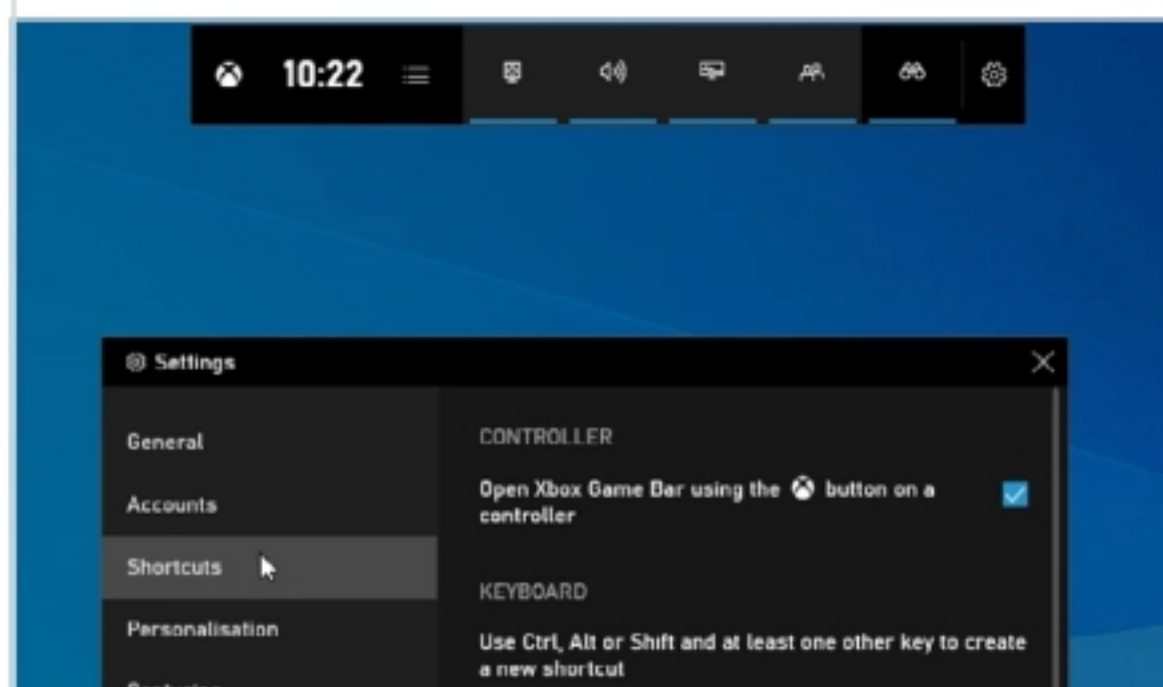 10:22
Settings
General
CONTROLLER
Open Xbox Game Bar using the button on a
controller
Accounts
Shortcuts
KEYBOARD
Personalisation
Use Ctrl, Alt or Shift and at least one other key to create
a new shortcut